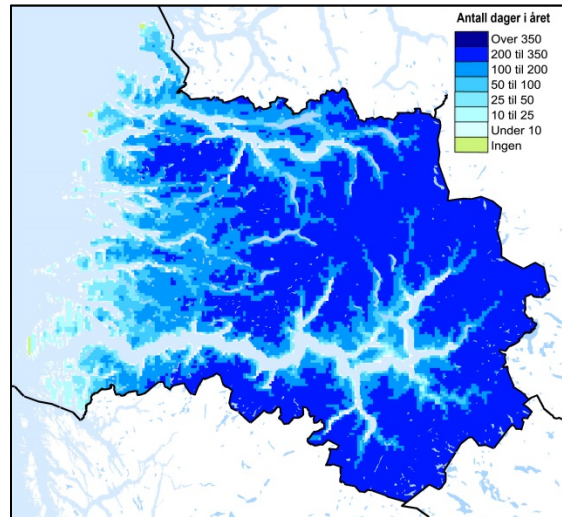 Antall dager i året
Over 350
200 til 350
100 til 200
50 til 100
25 til 50
10 til 25
Under 10
Ingen